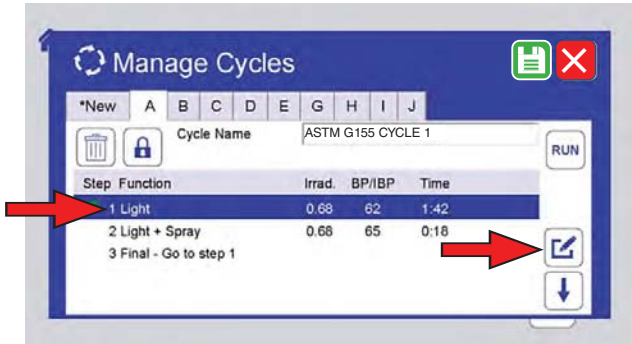 Manage Cycles
*New A B C D E G H I J
Cycle Name ASTM G155 CYCLE 1
RUN
Step Function Irrad. BP/IBP Time
1 Light 0.68 62 1:42
2 Light + Spray 0.68 65 0:18
3 Final - Go to step 1